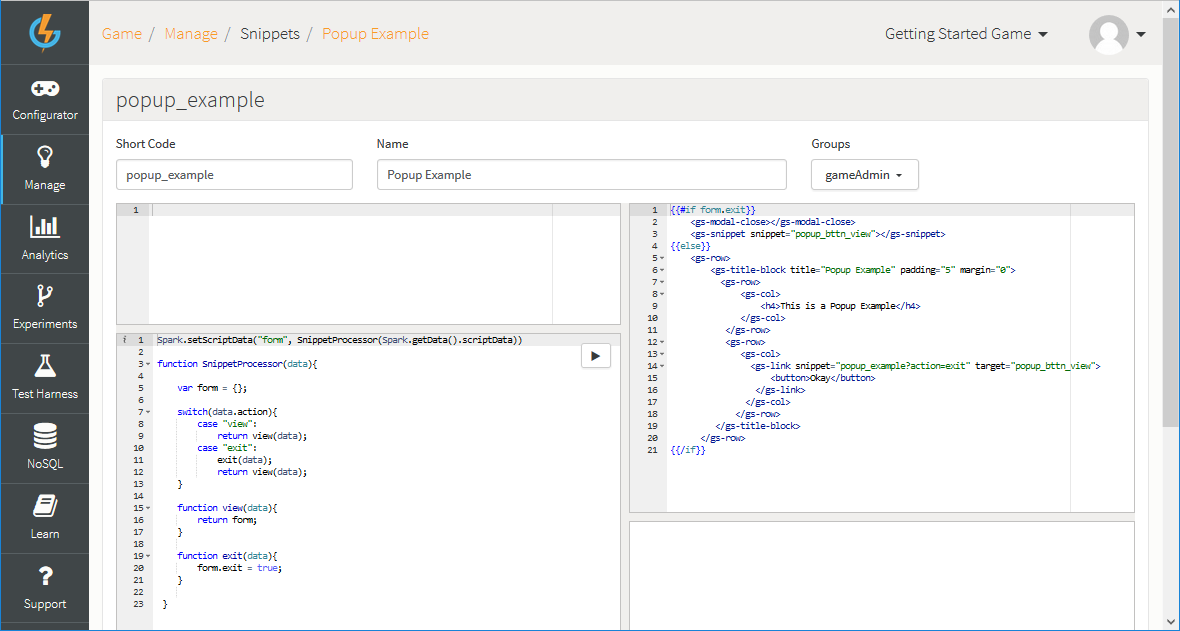 Game / Manage / Snippets / Popup Example
Getting Started Game
Configurator
Manage
Analytics
Experiments
Test Harness
NoSQL
Learn
Support
popup_example
Short Code
Name
Groups
popup_example
Popup Example
gameAdmin
1
i 1 Spark.setScriptData("form", SnippetProcessor(Spark.getData().scriptData))
2
3 function SnippetProcessor(data){
4
5 var form = {};
6
7 switch(data.action){
8 case "view":
9 return view(data);
10 case "exit":
11 exit(data);
12 return view(data);
13 }
14
15 function view(data){
16 return form;
17 }
18
19 function exit(data){
20 form.exit = true;
21 }
22
23 }
1 {{#if form.exit}}
2 <gs-modal-close></gs-modal-close>
3 <gs-snippet snippet="popup_bttn_view"></gs-snippet>
4 {{else}}
5 <gs-row>
6 <gs-title-block title="Popup Example" padding="5" margin="0">
7 <gs-row>
8 <gs-col>
9 <h4>This is a Popup Example</h4>
10 </gs-col>
11 </gs-row>
12 <gs-row>
13 <gs-col>
14 <gs-link snippet="popup_example?action=exit" target="popup_bttn_view">
15 <button>Okay</button>
16 </gs-link>
17 </gs-col>
18 </gs-row>
19 </gs-title-block>
20 </gs-row>
21 {{/if}}